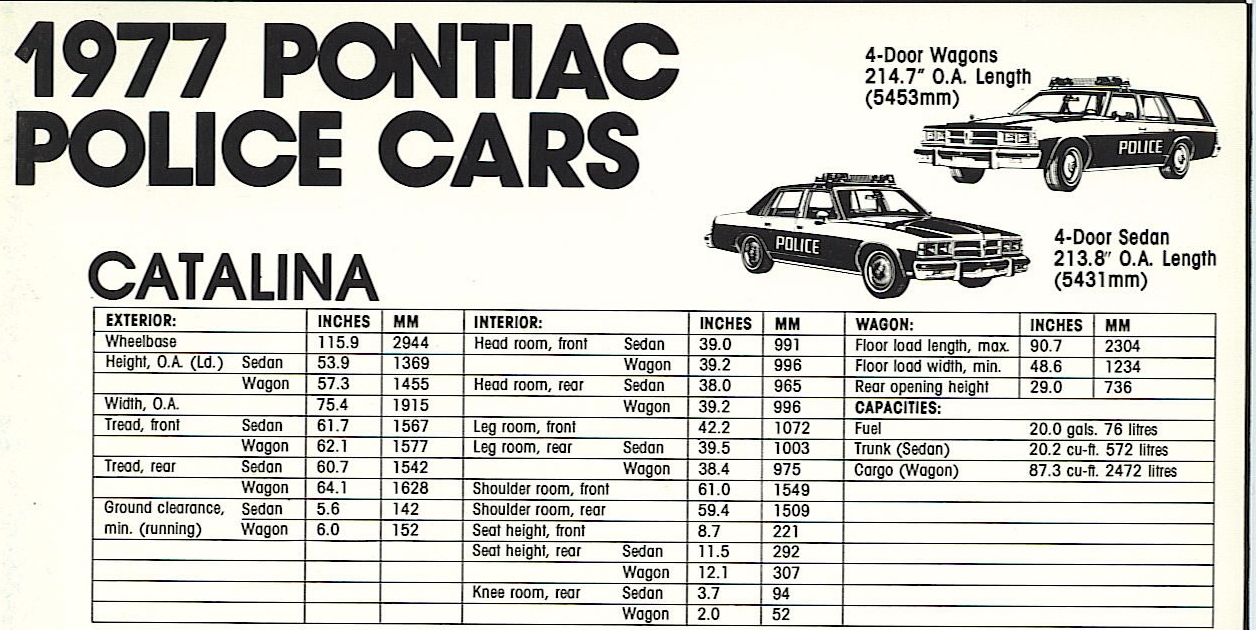 1977 PONTIAC
POLICE CARS
4-Door Wagons
214.7" O.A. Length
(5453mm)
POLICE
POLICE
4-Door Sedan
213.8" O.A. Length
(5431mm)
CATALINA
EXTERIOR: INCHES MM INTERIOR: INCHES MM WAGON: INCHES MM
Wheelbase 115.9 2944 Head room, front Sedan 39.0 991 Floor load length, max. 90.7 2304
Height, O.A. (Ld.) Sedan 53.9 1369 Wagon 39.2 996 Floor load width, min. 48.6 1234
Wagon 57.3 1455 Head room, rear Sedan 38.0 965 Rear opening height 29.0 736
Width, O.A. 75.4 1915 Wagon 39.2 996 CAPACITIES:
Tread, front Sedan 61.7 1567 Leg room, front 42.2 1072 Fuel 20.0 gals. 76 litres
Wagon 62.1 1577 Leg room, rear Sedan 39.5 1003 Trunk (Sedan) 20.2 cu-ft. 572 litres
Tread, rear Sedan 60.7 1542 Wagon 38.4 975 Cargo (Wagon) 87.3 cu-ft. 2472 litres
Wagon 64.1 1628 Shoulder room, front 61.0 1549
Ground clearance, Sedan 5.6 142 Shoulder room, rear 59.4 1509
min. (running) Wagon 6.0 152 Seat height, front 8.7 221
Seat height, rear Sedan 11.5 292
Wagon 12.1 307
Knee room, rear Sedan 3.7 94
Wagon 2.0 52